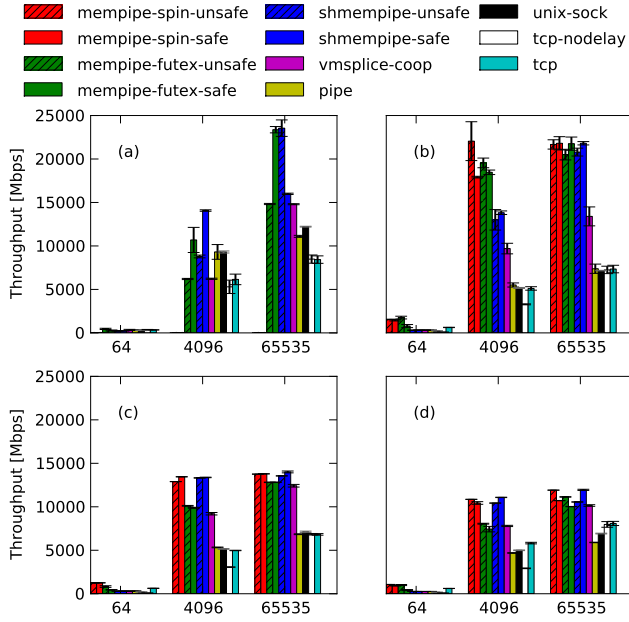 mempipe-spin-unsafe shmempipe-unsafe unix-sock
mempipe-spin-safe shmempipe-safe tcp-nodelay
mempipe-futex-unsafe vmsplice-coop tcp
mempipe-futex-safe pipe
25000
20000
15000
10000
5000
0
Throughput [Mbps]
(a)
64 4096 65535
(b)
64 4096 65535
25000
20000
15000
10000
5000
0
Throughput [Mbps]
(c)
64 4096 65535
(d)
64 4096 65535